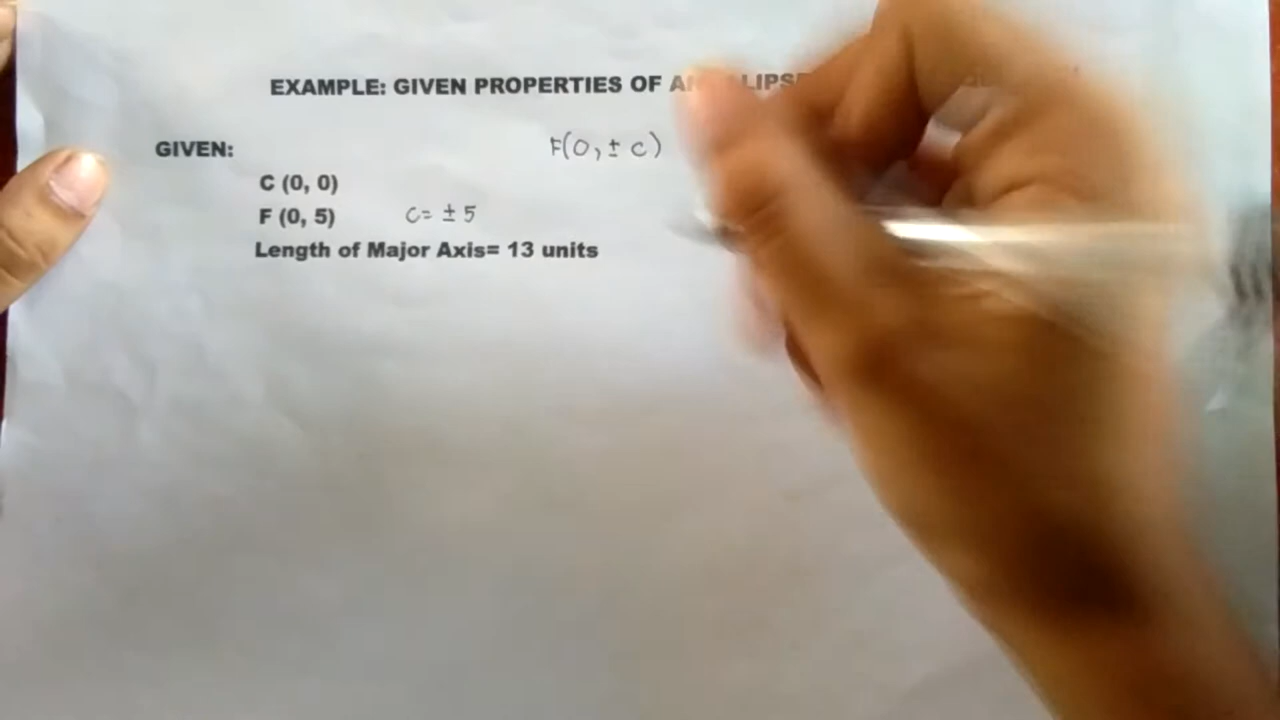 EXAMPLE: GIVEN PROPERTIES OF
GIVEN:
F(0, ± c)
C (0, 0)
F (0, 5) c= ± 5
Length of Major Axis= 13 units